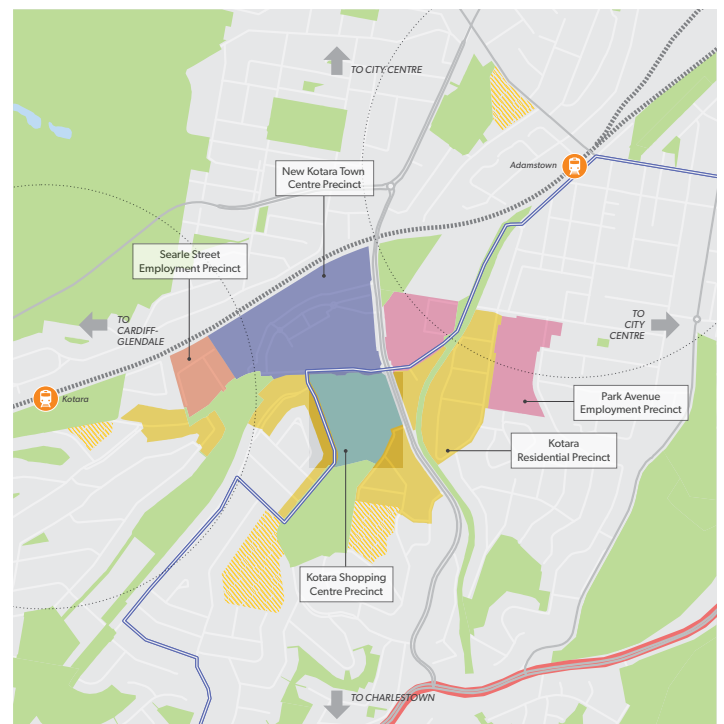 TO CITY CENTRE
Adamstown
New Kotara Town
Centre Precinct
Searle Street
Employment Precinct
TO
CARDIFF-
GLENDALE
TO
CITY
CENTRE
Kotara
Park Avenue
Employment Precinct
Kotara
Residential Precinct
Kotara Shopping
Centre Precinct
TO CHARLESTOWN